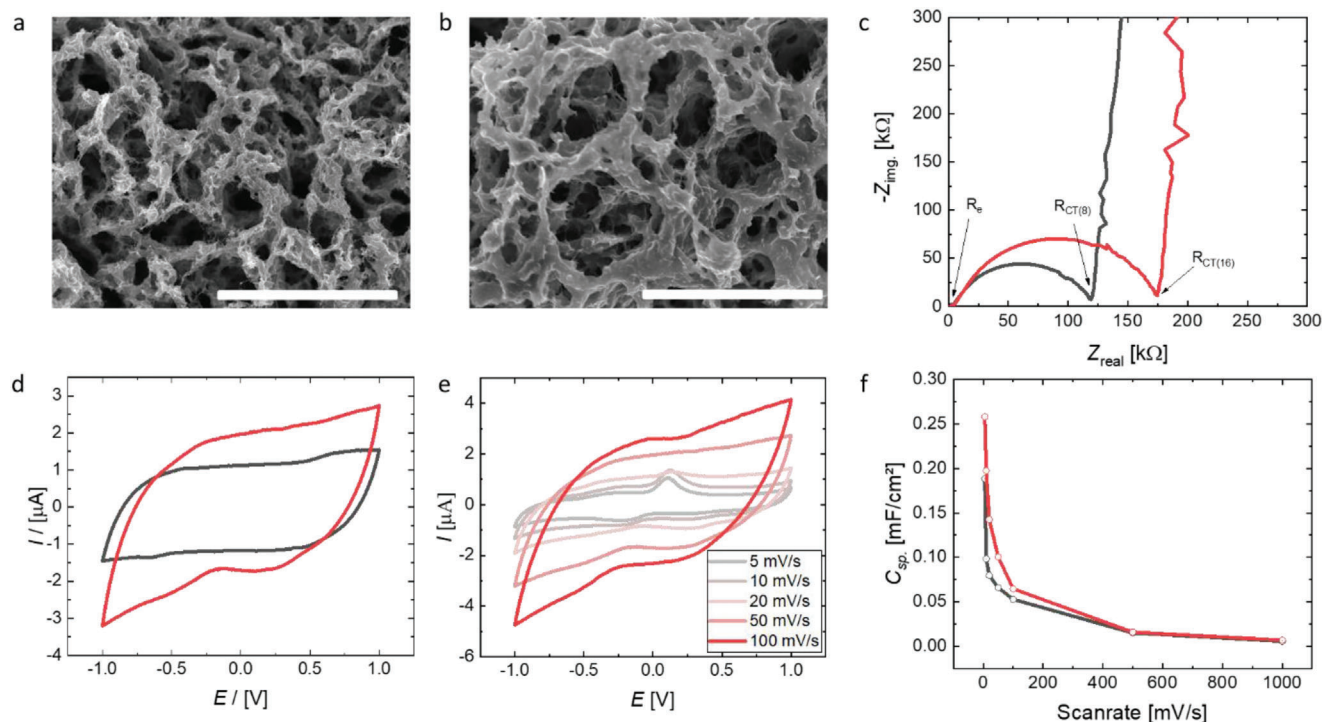 a
b
c
300
250
200
150
100
50
0
-Z_img. [kΩ]
R_e
R_CT(8)
R_CT(16)
0 50 100 150 200 250 300
Z_real [kΩ]
d
3
2
1
0
-1
-2
-3
-4
I / [µA]
-1.0 -0.5 0.0 0.5 1.0
E / [V]
e
6
4
2
0
-2
-4
-6
I [µA]
5 mV/s
10 mV/s
20 mV/s
50 mV/s
100 mV/s
-1.0 -0.5 0.0 0.5 1.0
E [V]
f
0.30
0.25
0.20
0.15
0.10
0.05
0.00
C_sp. [mF/cm²]
0 200 400 600 800 1000
Scanrate [mV/s]